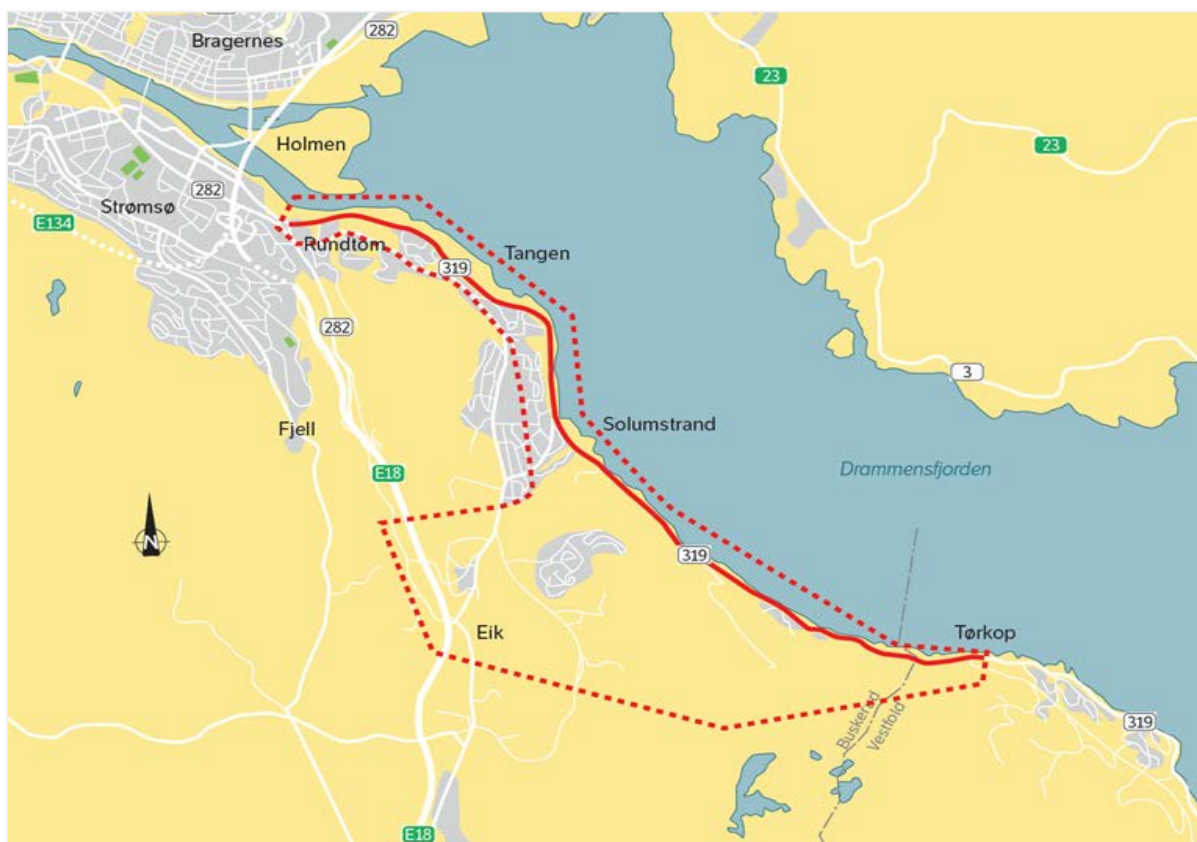 282
Bragernes
23
23
Holmen
282
Strømsø
E134
Rundtom
Tangen
319
282
3
Fjell
Solumstrand
E18
Drammensfjorden
N
319
Eik
Tørkop
Buskerud
Vestfold
319
E18